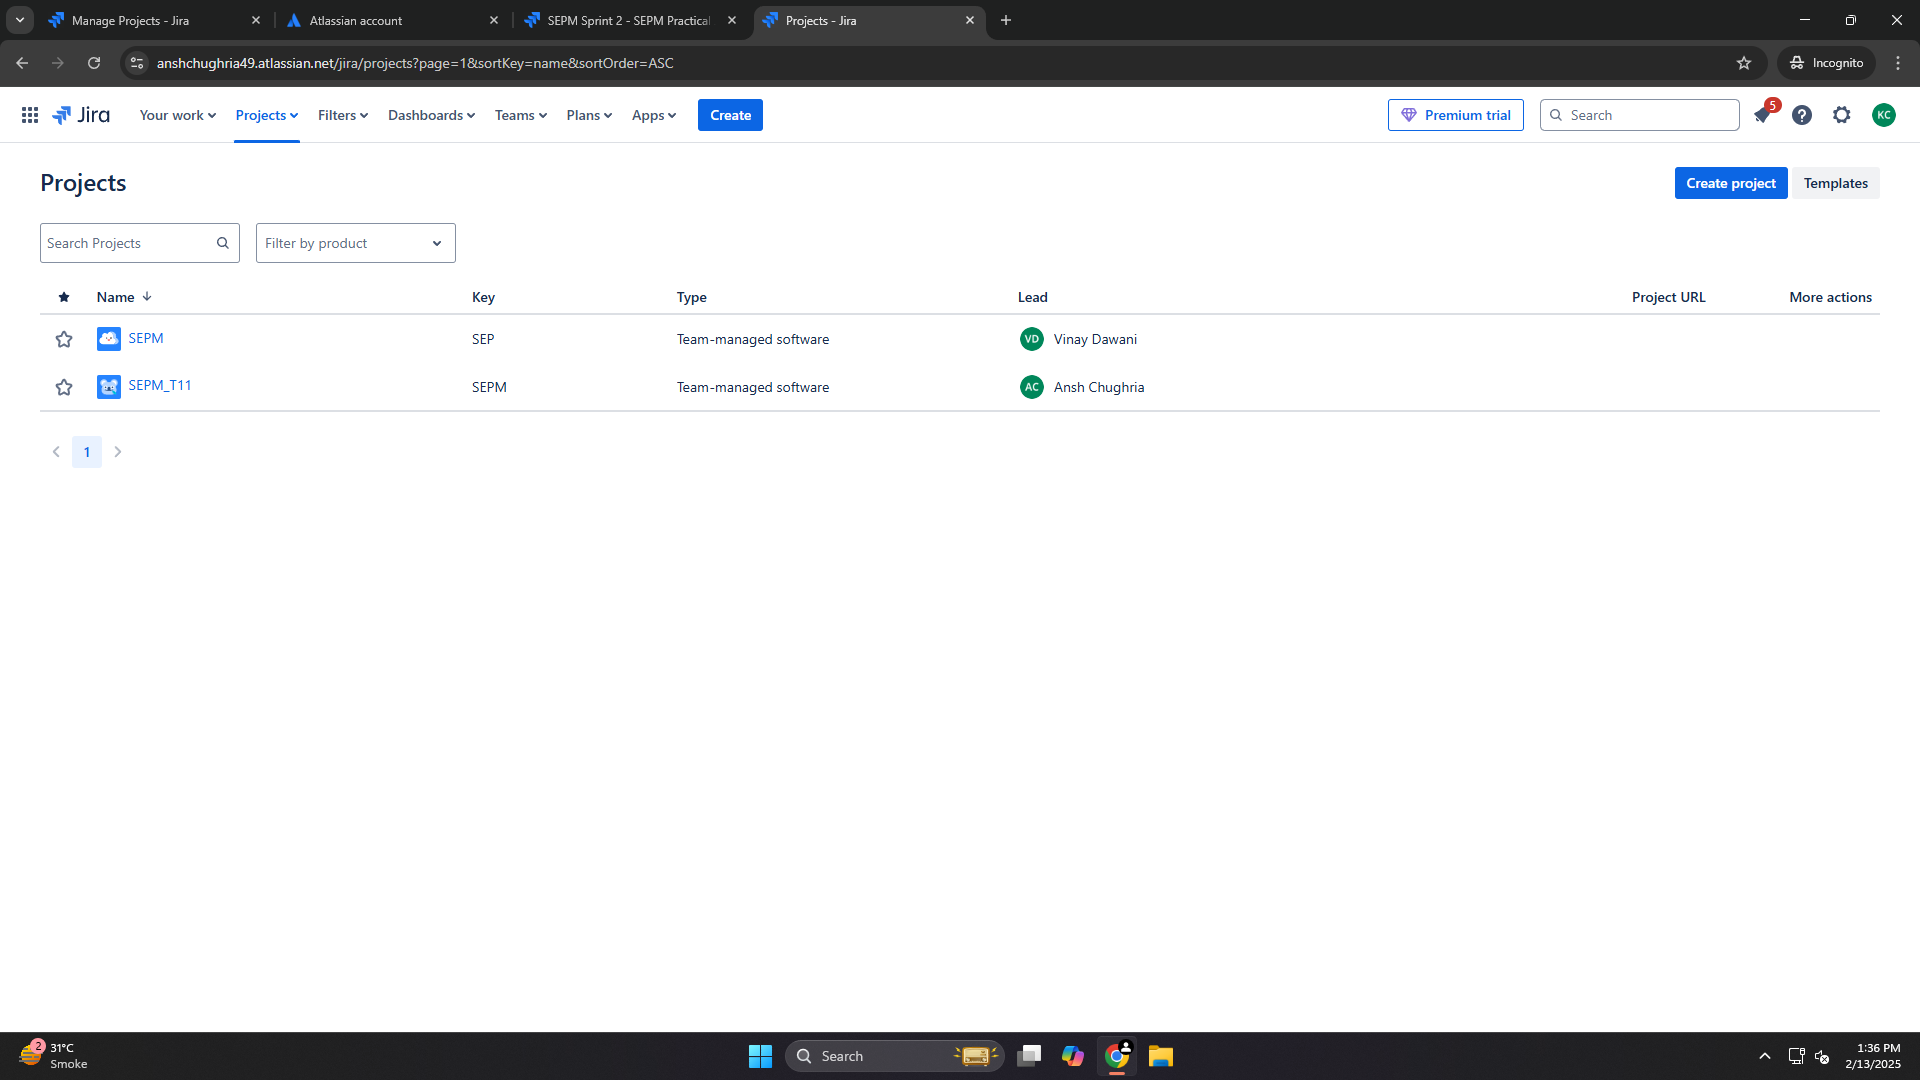 Manage Projects - Jira
Atlassian account
SEPM Sprint 2 - SEPM Practical
Projects - Jira
anshchughria49.atlassian.net/jira/projects?page=1&sortKey=name&sortOrder=ASC
Incognito
Jira
Your work
Projects
Filters
Dashboards
Teams
Plans
Apps
Create
Premium trial
Search
5
KC
Projects
Create project
Templates
Search Projects
Filter by product
Name
Key
Type
Lead
Project URL
More actions
SEPM
SEP
Team-managed software
VD
Vinay Dawani
SEPM_T11
SEPM
Team-managed software
AC
Ansh Chughria
1
2
31°C
Smoke
Search
1:36 PM
2/13/2025